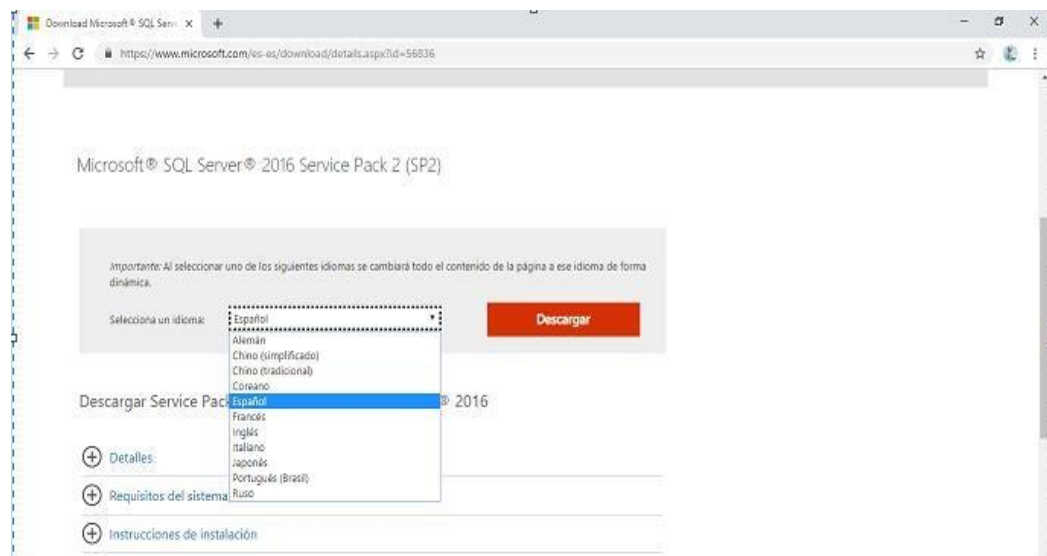 Download Microsoft® SQL Serv
https://www.microsoft.com/es-es/download/details.aspx?id=56836
Microsoft® SQL Server® 2016 Service Pack 2 (SP2)
Importante: Al seleccionar uno de los siguientes idiomas se cambiará todo el contenido de la página a ese idioma de forma
dinámica.
Selecciona un idioma: Español
Descargar
Alemán
Chino (simplificado)
Chino (tradicional)
Coreano
Español
Francés
Inglés
Italiano
Japonés
Portugués (Brasil)
Ruso
Descargar Service Pac ® 2016
Detalles
Requisitos del sistema
Instrucciones de instalación